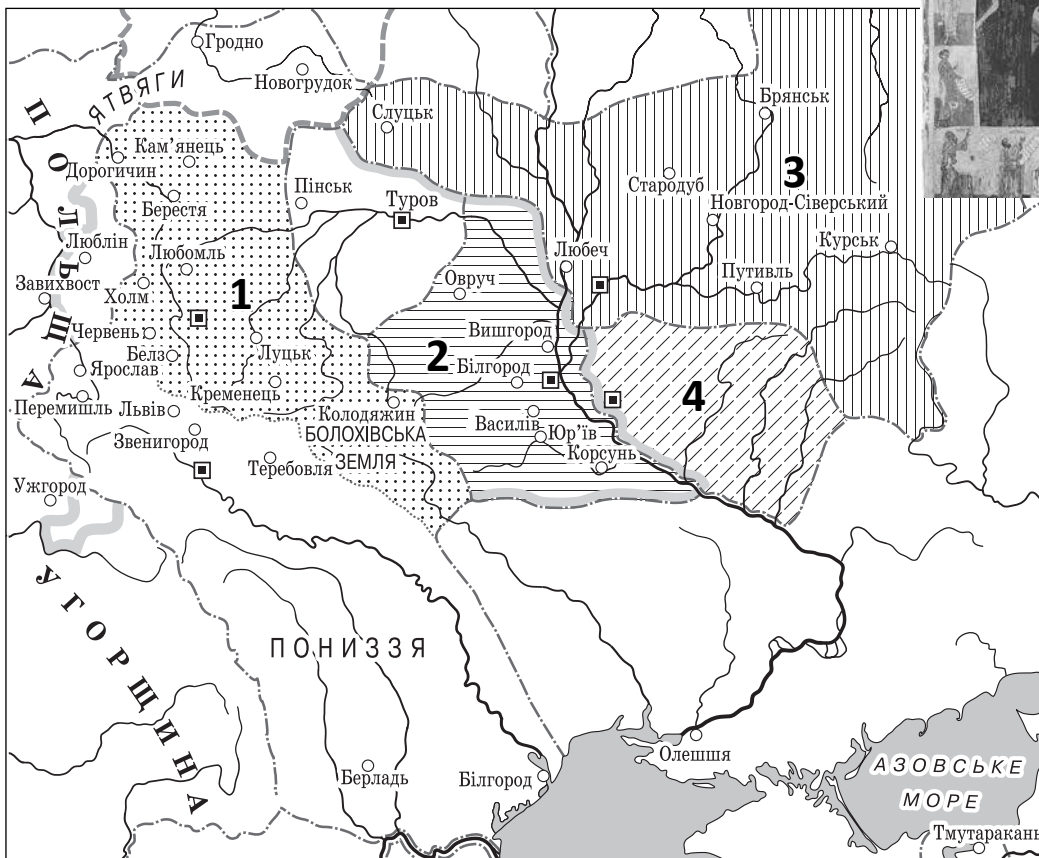 Гродно
Новогрудок
ЯТВЯГИ
ПОЛЬЩА
Слуцьк
Брянськ
Кам’янець
Дорогичин
Пінськ
Туров
Стародуб
3
Берестя
Новгород-Сіверський
Люблін
Любомль
Любеч
Курськ
Завихвост
Холм
1
Овруч
Путивль
Червень
Вишгород
Белз
Луцьк
2
Білгород
Ярослав
Кременець
4
Перемишль
Львів
Колодяжин
Василів
Звенигород
БОЛОХІВСЬКА
Юр’їв
Теребовля
ЗЕМЛЯ
Корсунь
Ужгород
УГОРЩИНА
ПОНИЗЗЯ
Олешшя
Берладь
Білгород
АЗОВСЬКЕ
МОРЕ
Тмутаракань